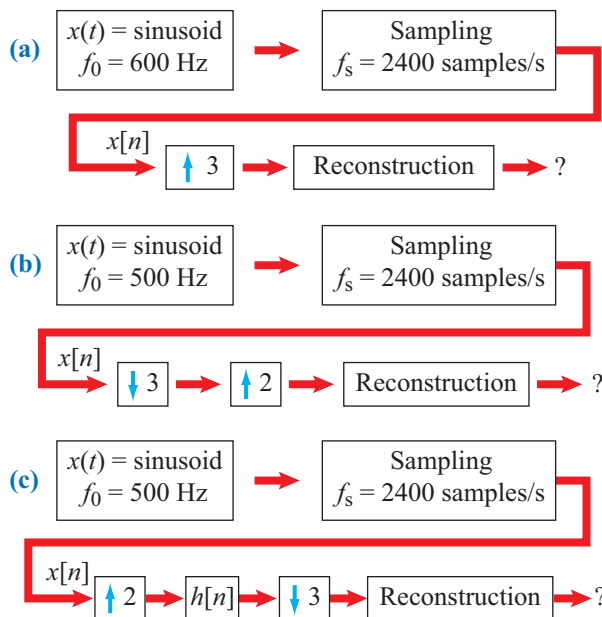 (a) x(t) = sinusoid Sampling
f₀ = 600 Hz fₛ = 2400 samples/s
x[n]
↑ 3 Reconstruction ?
(b) x(t) = sinusoid Sampling
f₀ = 500 Hz fₛ = 2400 samples/s
x[n]
↓ 3 ↑ 2 Reconstruction ?
(c) x(t) = sinusoid Sampling
f₀ = 500 Hz fₛ = 2400 samples/s
x[n]
↑ 2 h[n] ↓ 3 Reconstruction ?